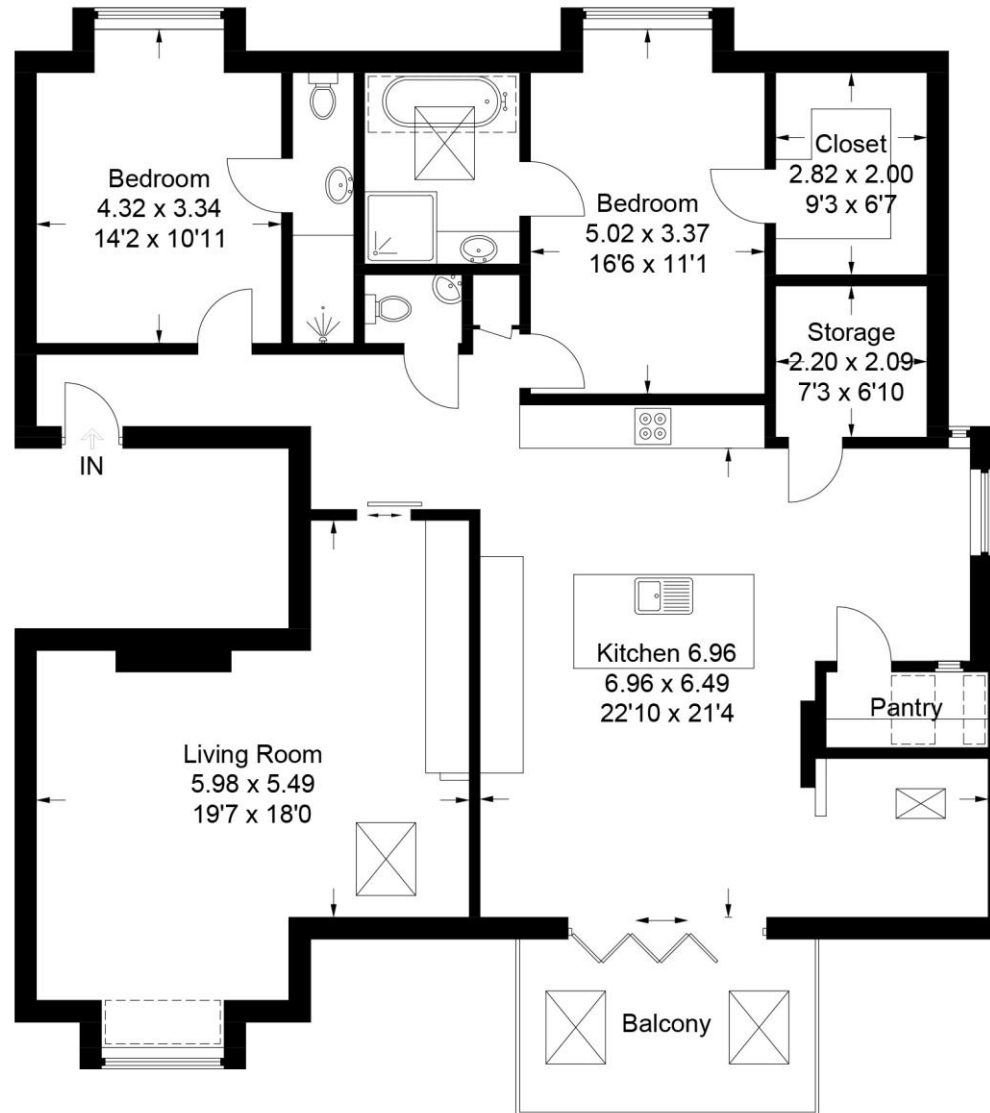 Bedroom
4.32 x 3.34
14'2 x 10'11
Bedroom
5.02 x 3.37
16'6 x 11'1
Closet
2.82 x 2.00
9'3 x 6'7
Storage
2.20 x 2.09
7'3 x 6'10
IN
Kitchen 6.96
6.96 x 6.49
22'10 x 21'4
Pantry
Living Room
5.98 x 5.49
19'7 x 18'0
Balcony